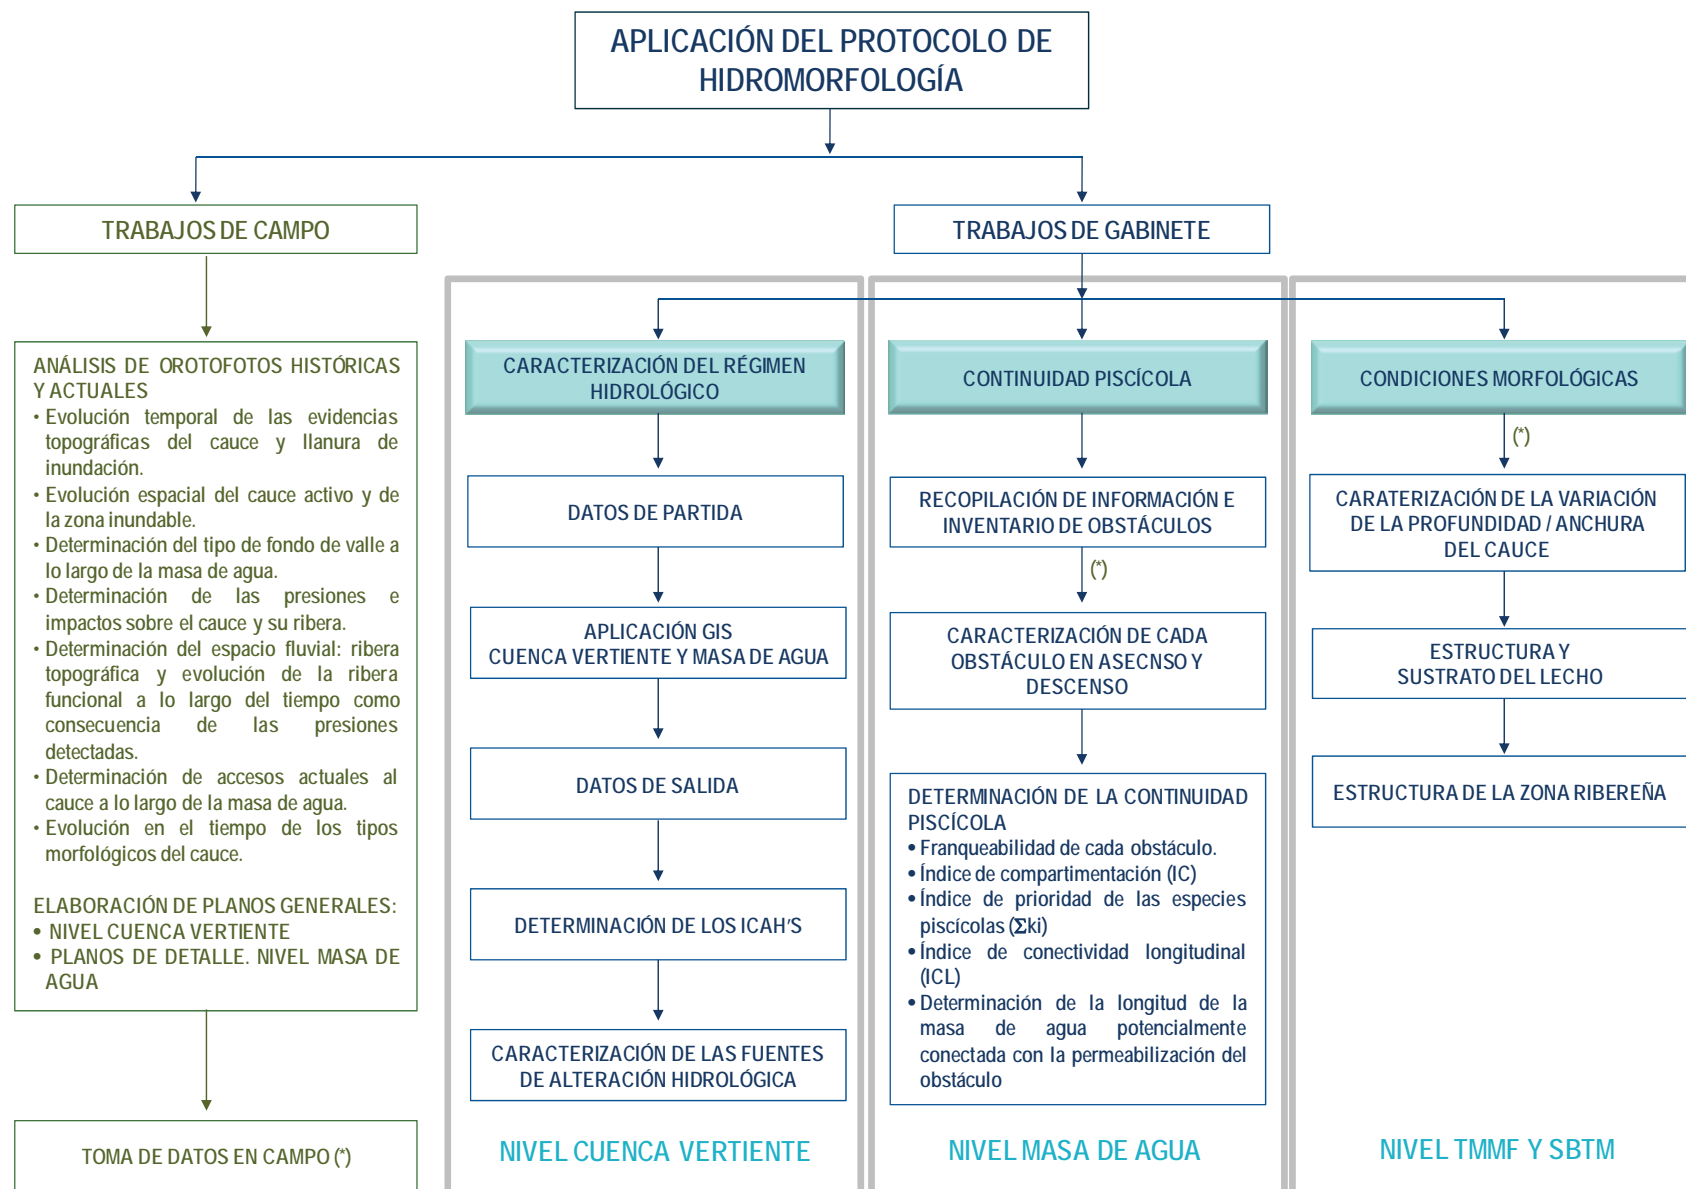 APLICACIÓN DEL PROTOCOLO DE
HIDROMORFOLOGÍA
TRABAJOS DE CAMPO
TRABAJOS DE GABINETE
ANÁLISIS DE OROTOFOTOS HISTÓRICAS
Y ACTUALES
• Evolución temporal de las evidencias
topográficas del cauce y llanura de
inundación.
• Evolución espacial del cauce activo y de
la zona inundable.
• Determinación del tipo de fondo de valle a
lo largo de la masa de agua.
• Determinación de las presiones e
impactos sobre el cauce y su ribera.
• Determinación del espacio fluvial: ribera
topográfica y evolución de la ribera
funcional a lo largo del tiempo como
consecuencia de las presiones
detectadas.
• Determinación de accesos actuales al
cauce a lo largo de la masa de agua.
• Evolución en el tiempo de los tipos
morfológicos del cauce.
ELABORACIÓN DE PLANOS GENERALES:
• NIVEL CUENCA VERTIENTE
• PLANOS DE DETALLE. NIVEL MASA DE
AGUA
TOMA DE DATOS EN CAMPO (*)
CARACTERIZACIÓN DEL RÉGIMEN
HIDROLÓGICO
DATOS DE PARTIDA
APLICACIÓN GIS
CUENCA VERTIENTE Y MASA DE AGUA
DATOS DE SALIDA
DETERMINACIÓN DE LOS ICAH'S
CARACTERIZACIÓN DE LAS FUENTES
DE ALTERACIÓN HIDROLÓGICA
NIVEL CUENCA VERTIENTE
CONTINUIDAD PISCÍCOLA
RECOPILACIÓN DE INFORMACIÓN E
INVENTARIO DE OBSTÁCULOS
(*)
CARACTERIZACIÓN DE CADA
OBSTÁCULO EN ASECNSO Y
DESCENSO
DETERMINACIÓN DE LA CONTINUIDAD
PISCÍCOLA
• Franqueabilidad de cada obstáculo.
• Índice de compartimentación (IC)
• Índice de prioridad de las especies
piscícolas (Σki)
• Índice de conectividad longitudinal
(ICL)
• Determinación de la longitud de la
masa de agua potencialmente
conectada con la permeabilización del
obstáculo
NIVEL MASA DE AGUA
CONDICIONES MORFOLÓGICAS
(*)
CARATERIZACIÓN DE LA VARIACIÓN
DE LA PROFUNDIDAD / ANCHURA
DEL CAUCE
ESTRUCTURA Y
SUSTRATO DEL LECHO
ESTRUCTURA DE LA ZONA RIBEREÑA
NIVEL TMMF Y SBTM